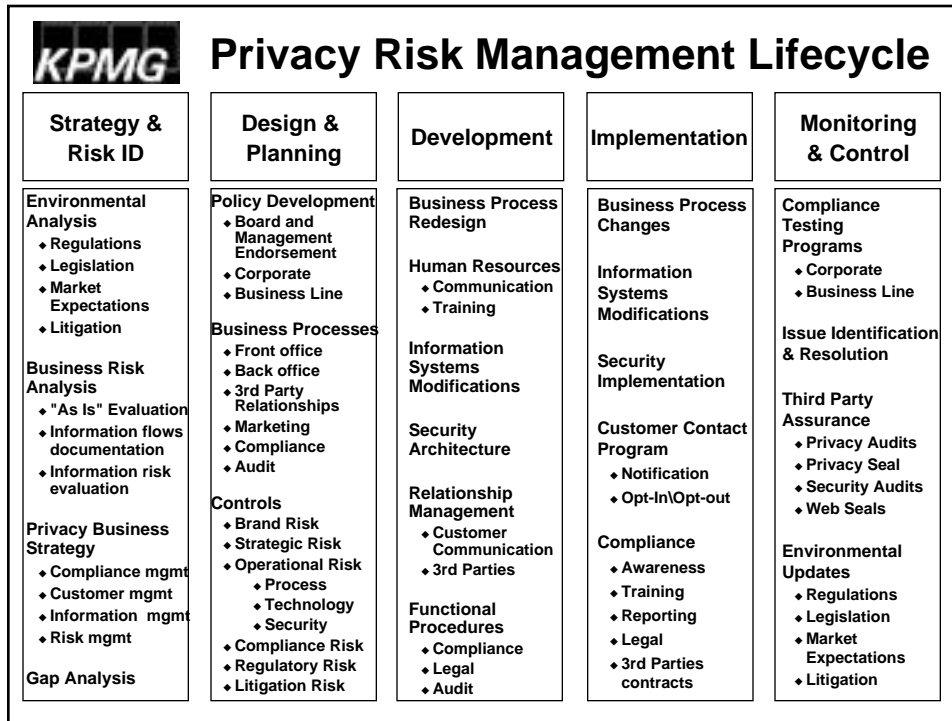 KPMG
Privacy Risk Management Lifecycle
Strategy &
Risk ID
Environmental
Analysis
◆ Regulations
◆ Legislation
◆ Market
Expectations
◆ Litigation
Business Risk
Analysis
◆ "As Is" Evaluation
◆ Information flows
documentation
◆ Information risk
evaluation
Privacy Business
Strategy
◆ Compliance mgmt
◆ Customer mgmt
◆ Information mgmt
◆ Risk mgmt
Gap Analysis
Design &
Planning
Policy Development
◆ Board and
Management
Endorsement
◆ Corporate
◆ Business Line
Business Processes
◆ Front office
◆ Back office
◆ 3rd Party
Relationships
◆ Marketing
◆ Compliance
◆ Audit
Controls
◆ Brand Risk
◆ Strategic Risk
◆ Operational Risk
◆ Process
◆ Technology
◆ Security
◆ Compliance Risk
◆ Regulatory Risk
◆ Litigation Risk
Development
Business Process
Redesign
Human Resources
◆ Communication
◆ Training
Information
Systems
Modifications
Security
Architecture
Relationship
Management
◆ Customer
Communication
◆ 3rd Parties
Functional
Procedures
◆ Compliance
◆ Legal
◆ Audit
Implementation
Business Process
Changes
Information
Systems
Modifications
Security
Implementation
Customer Contact
Program
◆ Notification
◆ Opt-In\Opt-out
Compliance
◆ Awareness
◆ Training
◆ Reporting
◆ Legal
◆ 3rd Parties
contracts
Monitoring
& Control
Compliance
Testing
Programs
◆ Corporate
◆ Business Line
Issue Identification
& Resolution
Third Party
Assurance
◆ Privacy Audits
◆ Privacy Seal
◆ Security Audits
◆ Web Seals
Environmental
Updates
◆ Regulations
◆ Legislation
◆ Market
Expectations
◆ Litigation